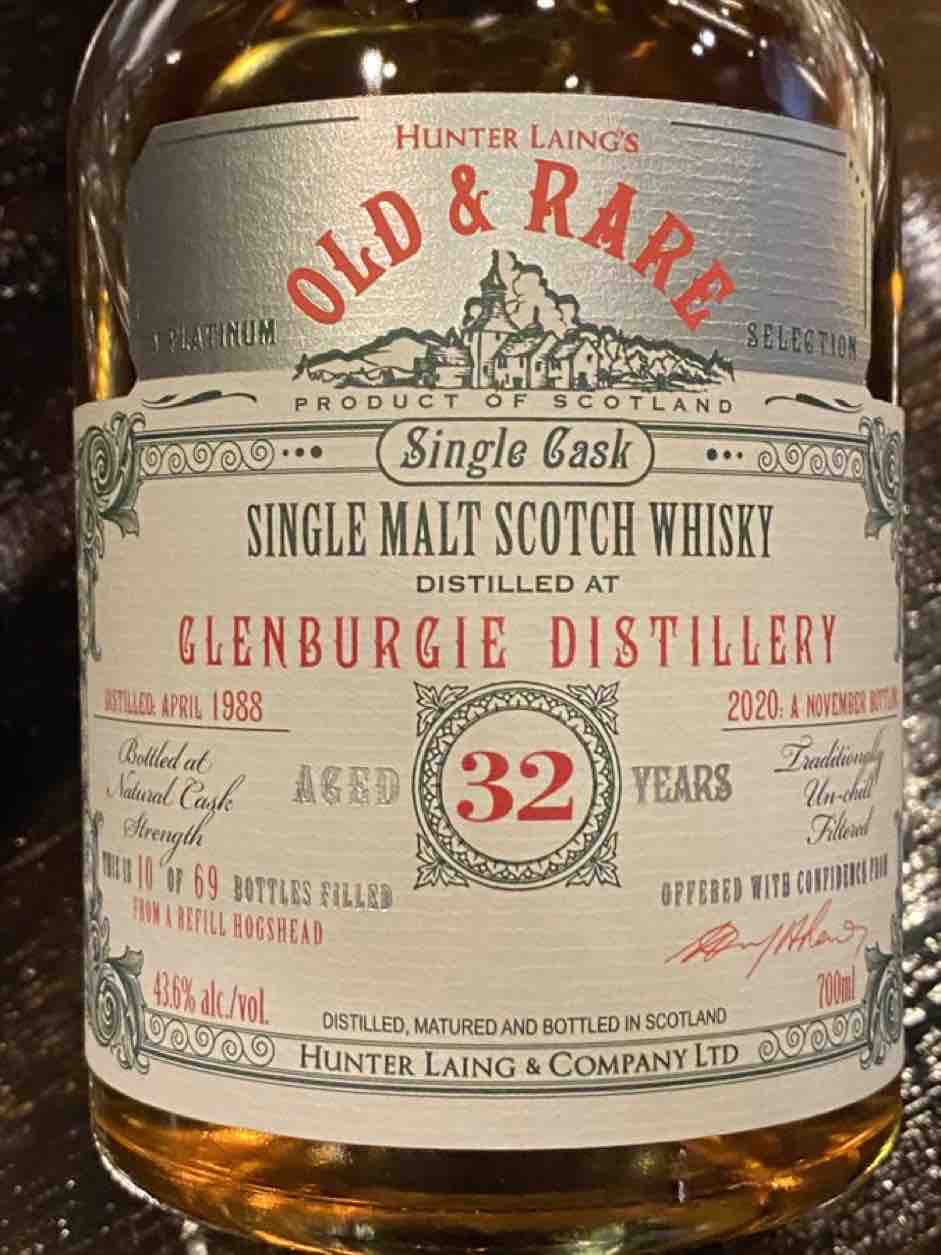 HUNTER LAING'S
OLD & RARE
A PLATINUM SELECTION
PRODUCT OF SCOTLAND
Single Cask
SINGLE MALT SCOTCH WHISKY
DISTILLED AT
GLENBURGIE DISTILLERY
DISTILLED: APRIL 1988
2020: A NOVEMBER BOTTLING
Bottled at
Natural Cask
Strength
AGED 32 YEARS
Traditionally
Un-chill
Filtered
THIS IS 10 OF 69 BOTTLES FILLED
FROM A REFILL HOGSHEAD
OFFERED WITH CONFIDENCE FROM
43.6% alc./vol.
700ml
DISTILLED, MATURED AND BOTTLED IN SCOTLAND
HUNTER LAING & COMPANY LTD